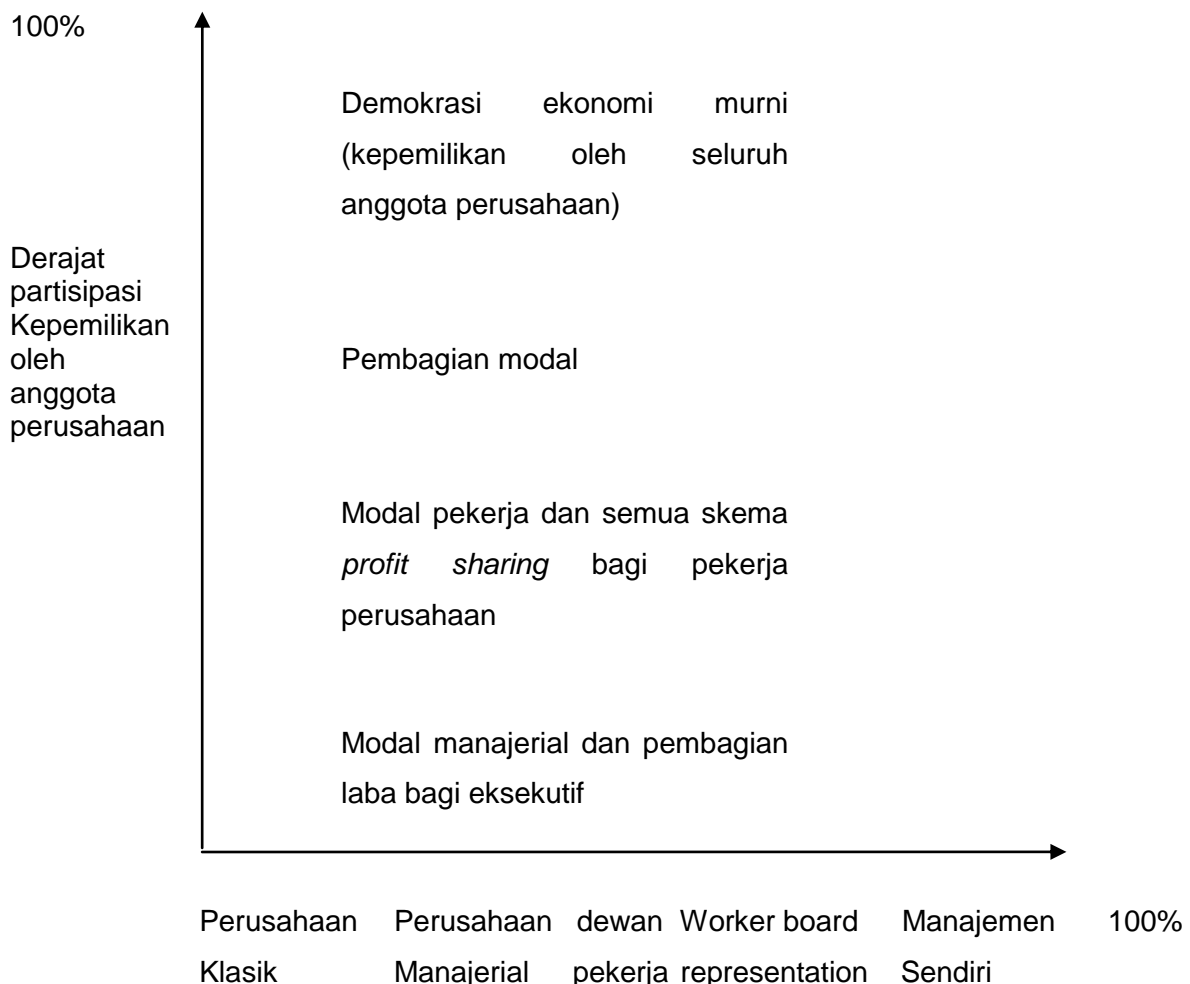 100%
Demokrasi ekonomi murni
(kepemilikan oleh seluruh
anggota perusahaan)
Derajat
partisipasi
Kepemilikan
oleh
anggota
perusahaan
Pembagian modal
Modal pekerja dan semua skema
profit sharing bagi pekerja
perusahaan
Modal manajerial dan pembagian
laba bagi eksekutif
Perusahaan Perusahaan dewan Worker board Manajemen 100%
Klasik Manajerial pekerja representation Sendiri